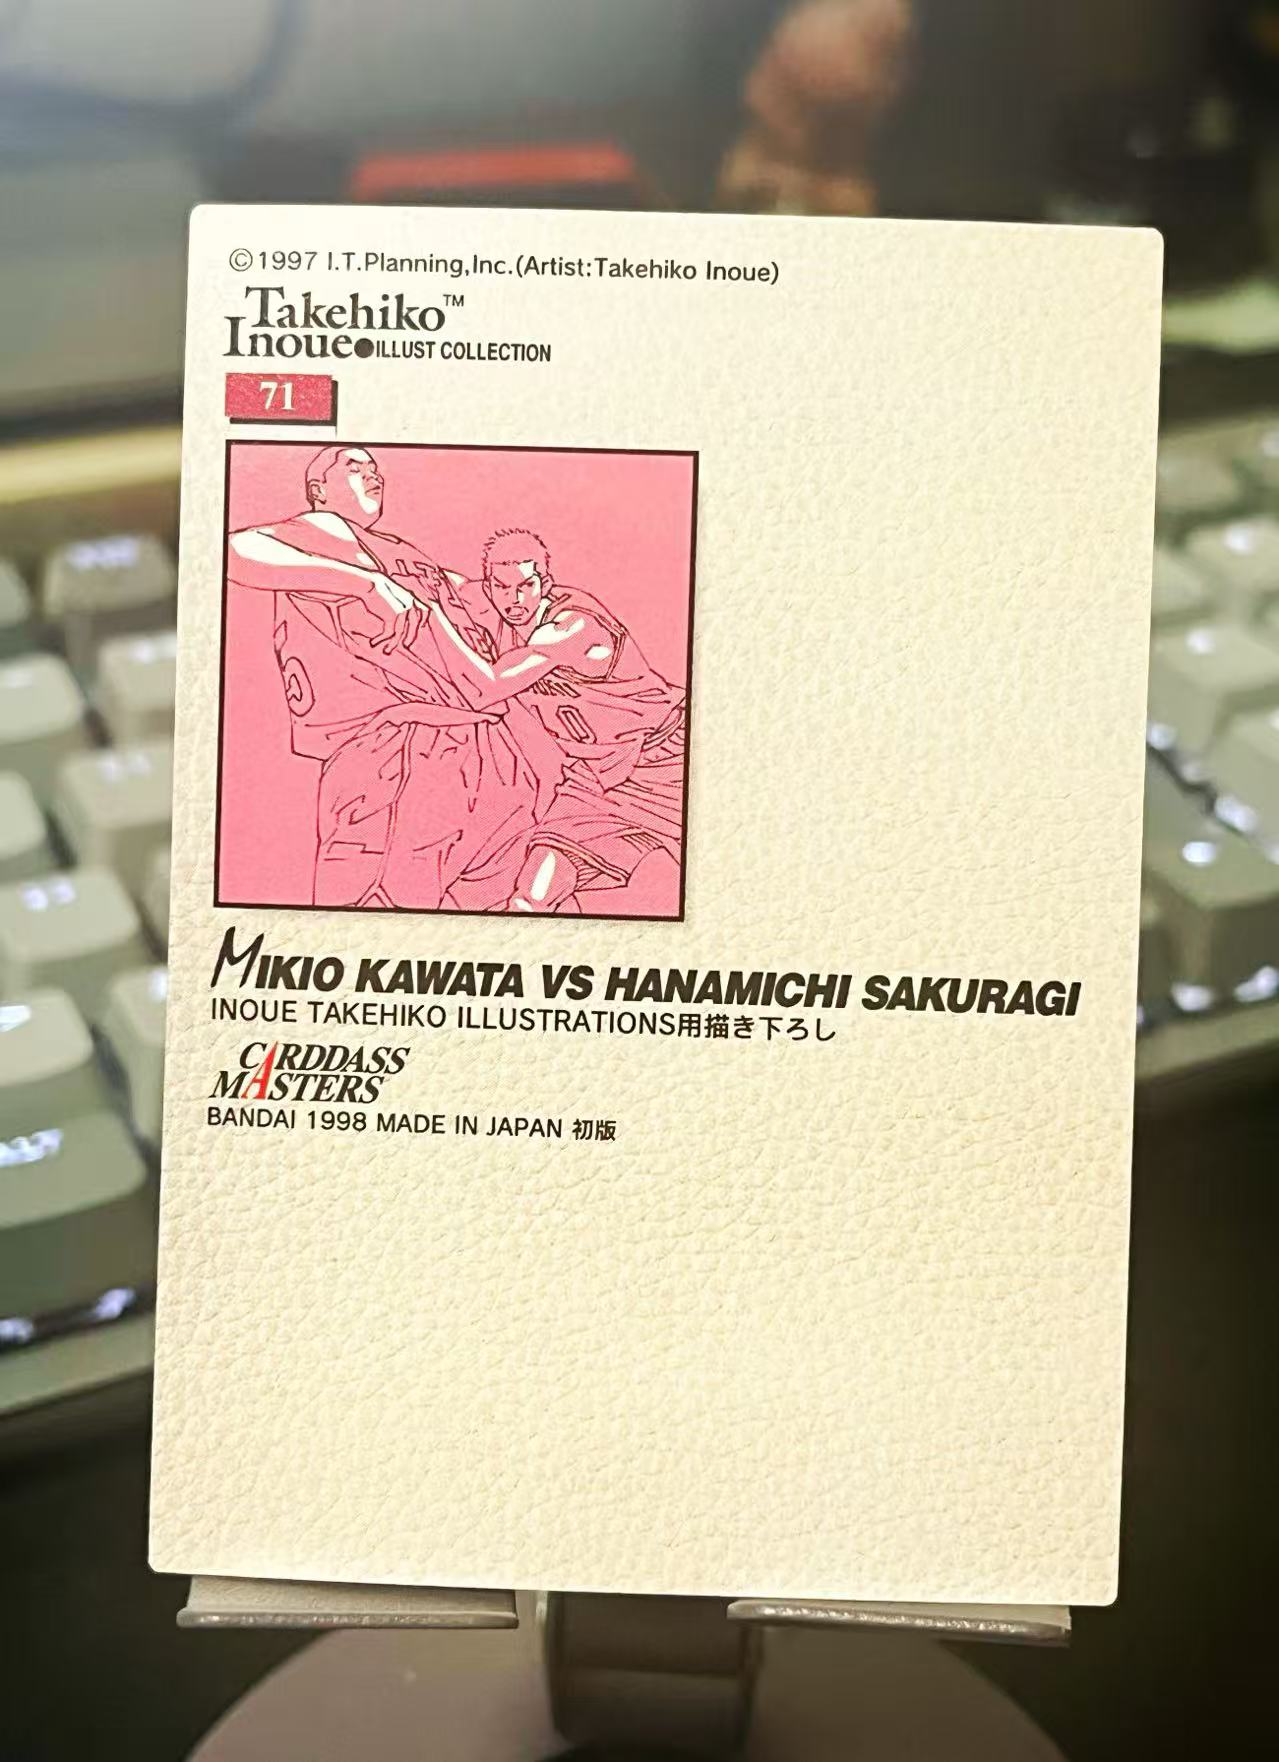 ©1997 I.T.Planning,Inc.(Artist:Takehiko Inoue)
Takehiko™
Inoue●ILLUST COLLECTION
71
MIKIO KAWATA VS HANAMICHI SAKURAGI
INOUE TAKEHIKO ILLUSTRATIONS用描き下ろし
CARDDASS
MASTERS
BANDAI 1998 MADE IN JAPAN 初版